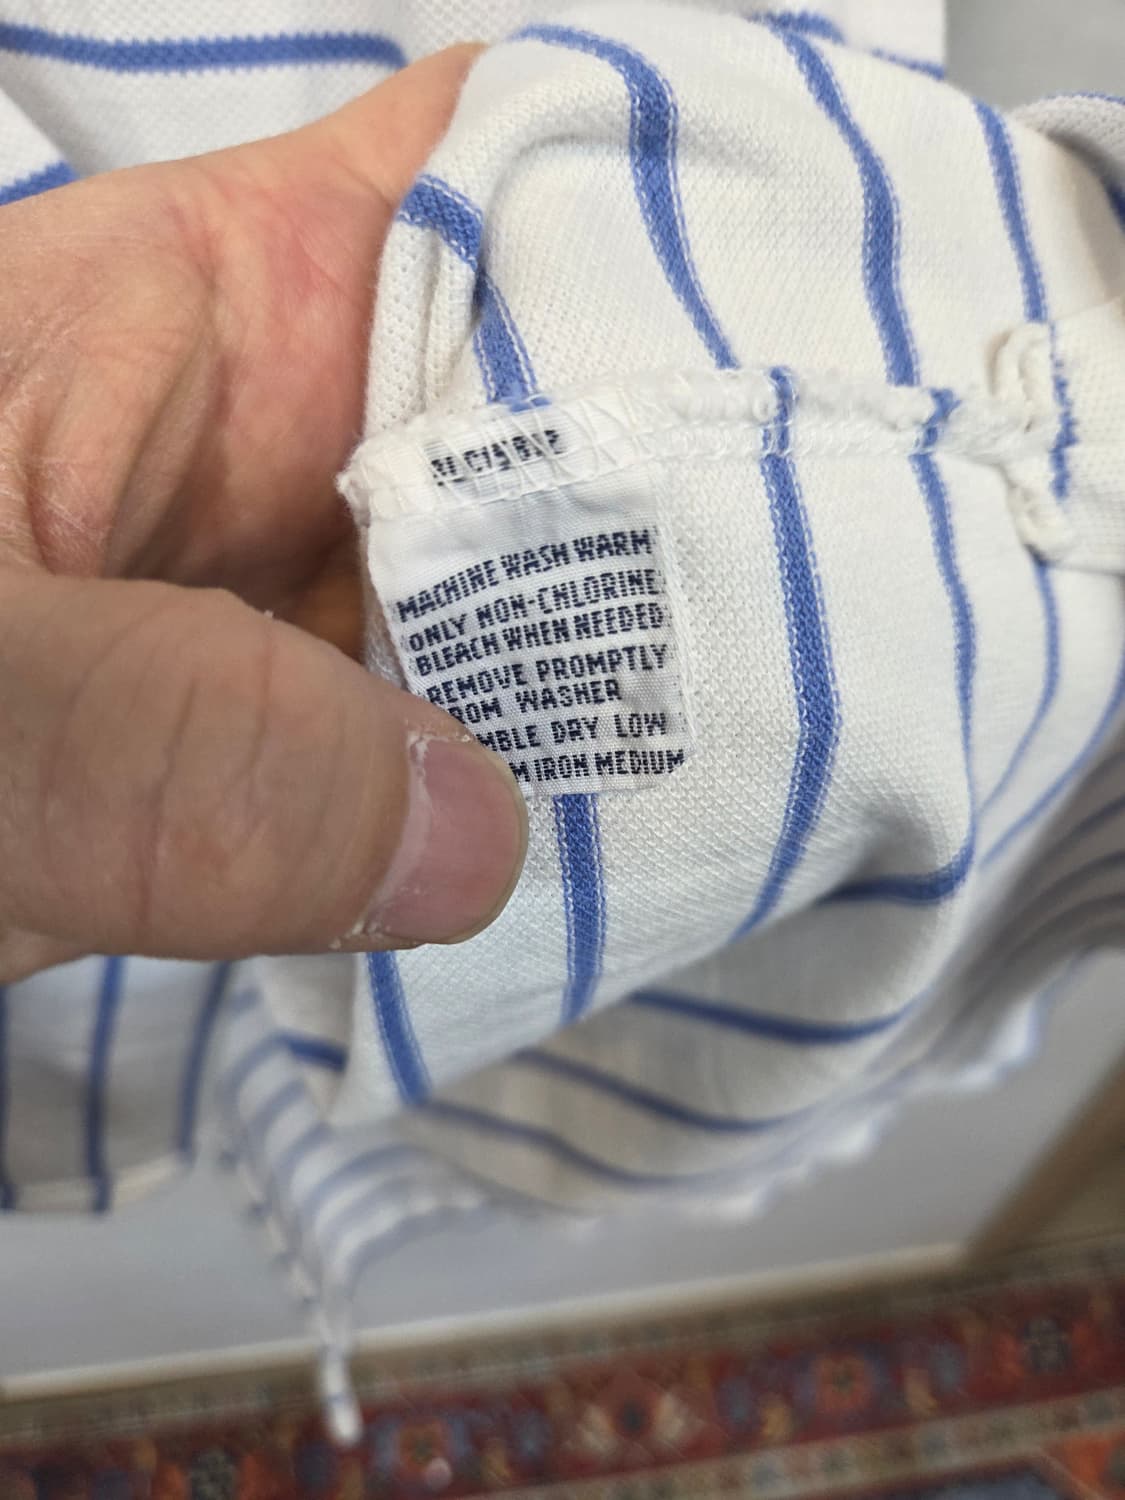 MACHINE WASH WARM
ONLY NON-CHLORINE
BLEACH WHEN NEEDED
REMOVE PROMPTLY
ROM WASHER
MBLE DRY LOW
M IRON MEDIUM